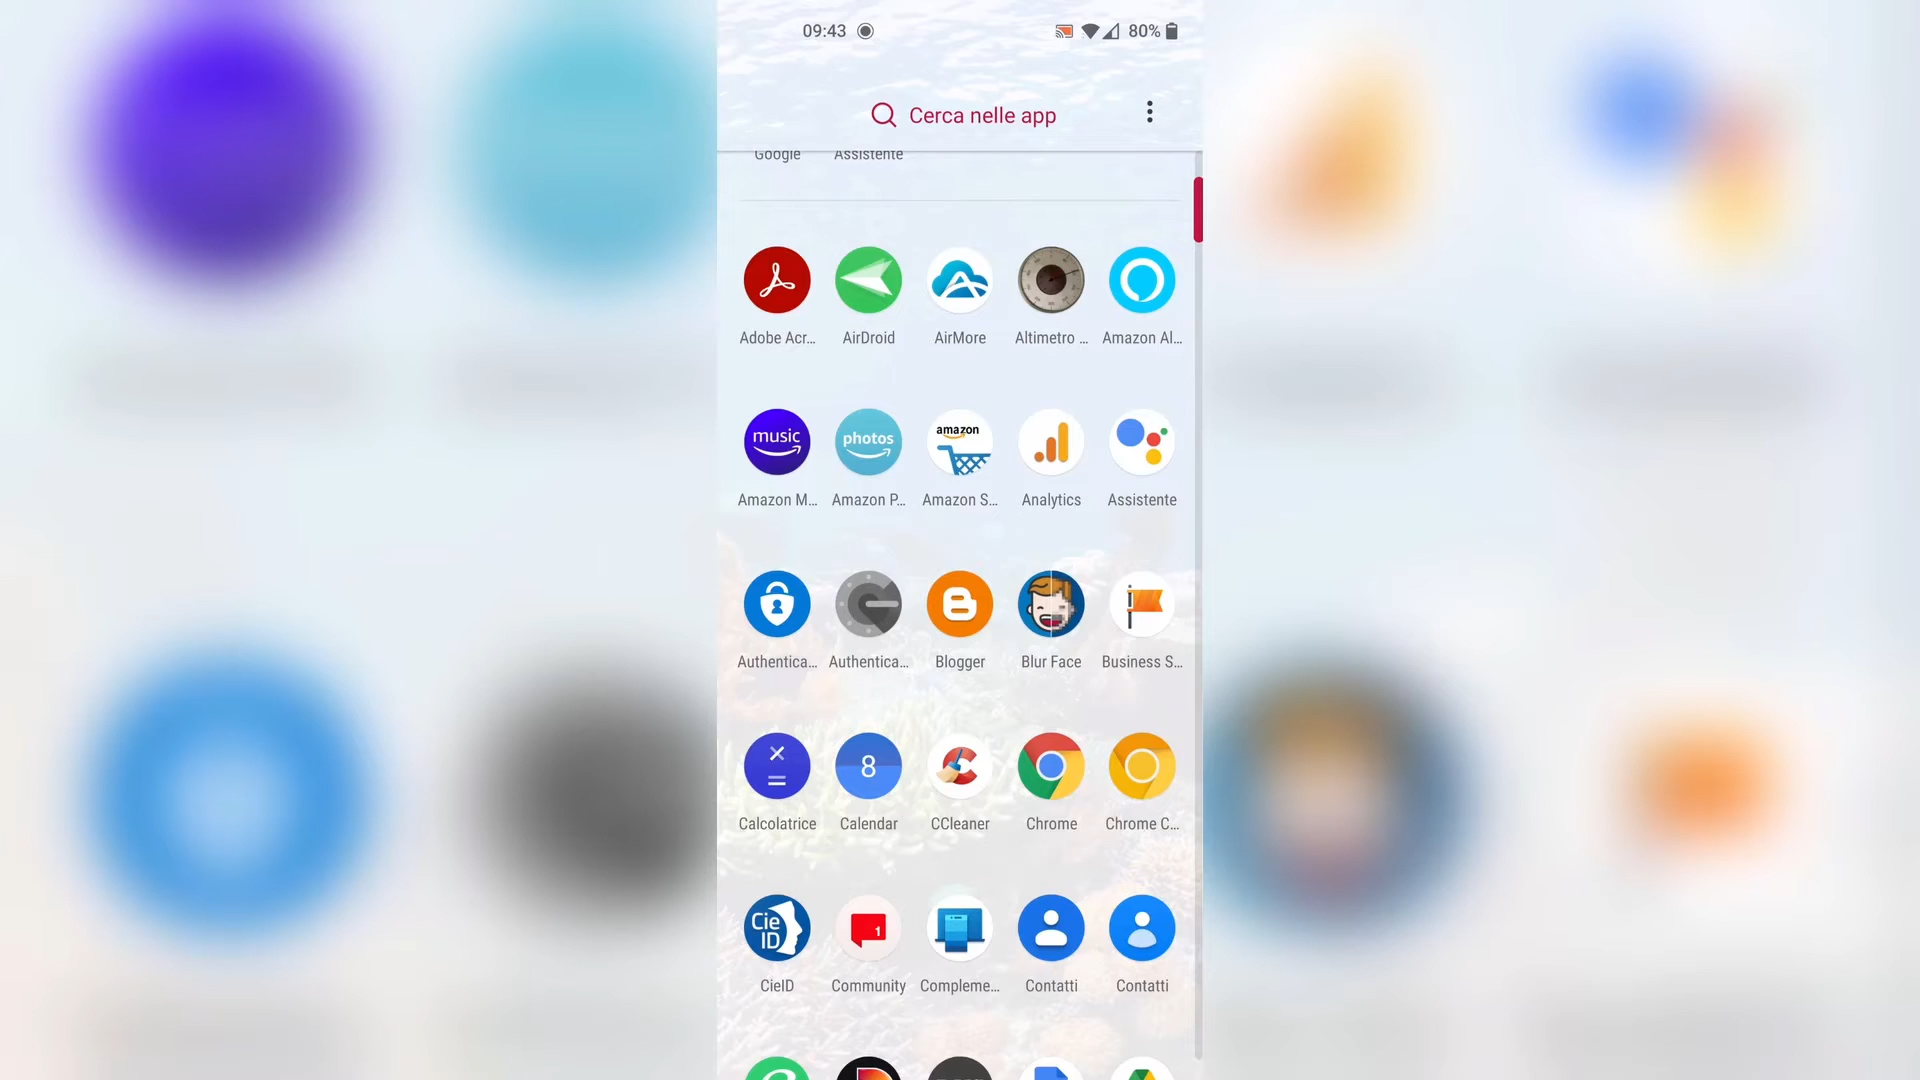 09:43 80%
Cerca nelle app
Google Assistente
Adobe Acr... AirDroid AirMore Altimetro ... Amazon Al...
music photos amazon
Amazon M... Amazon P... Amazon S... Analytics Assistente
Authentica... Authentica... Blogger Blur Face Business S...
8
Calcolatrice Calendar CCleaner Chrome Chrome C...
Cie ID 1
CieID Community Compleme... Contatti Contatti